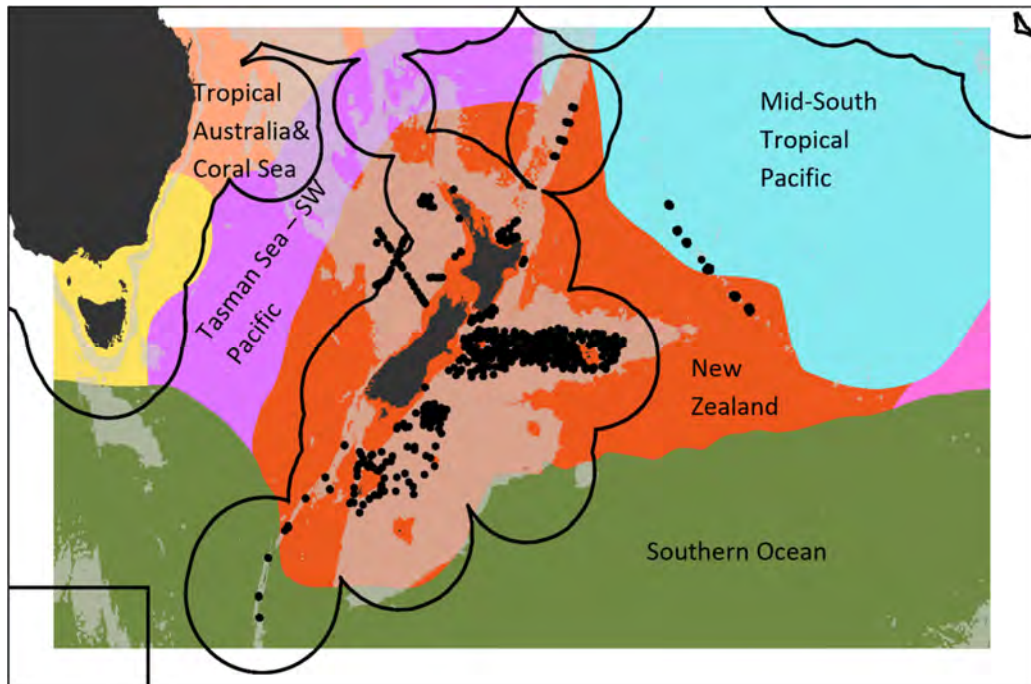 Tropical
Australia&
Coral Sea
Mid-South
Tropical
Pacific
Tasman Sea – SW
Pacific
New
Zealand
Southern Ocean